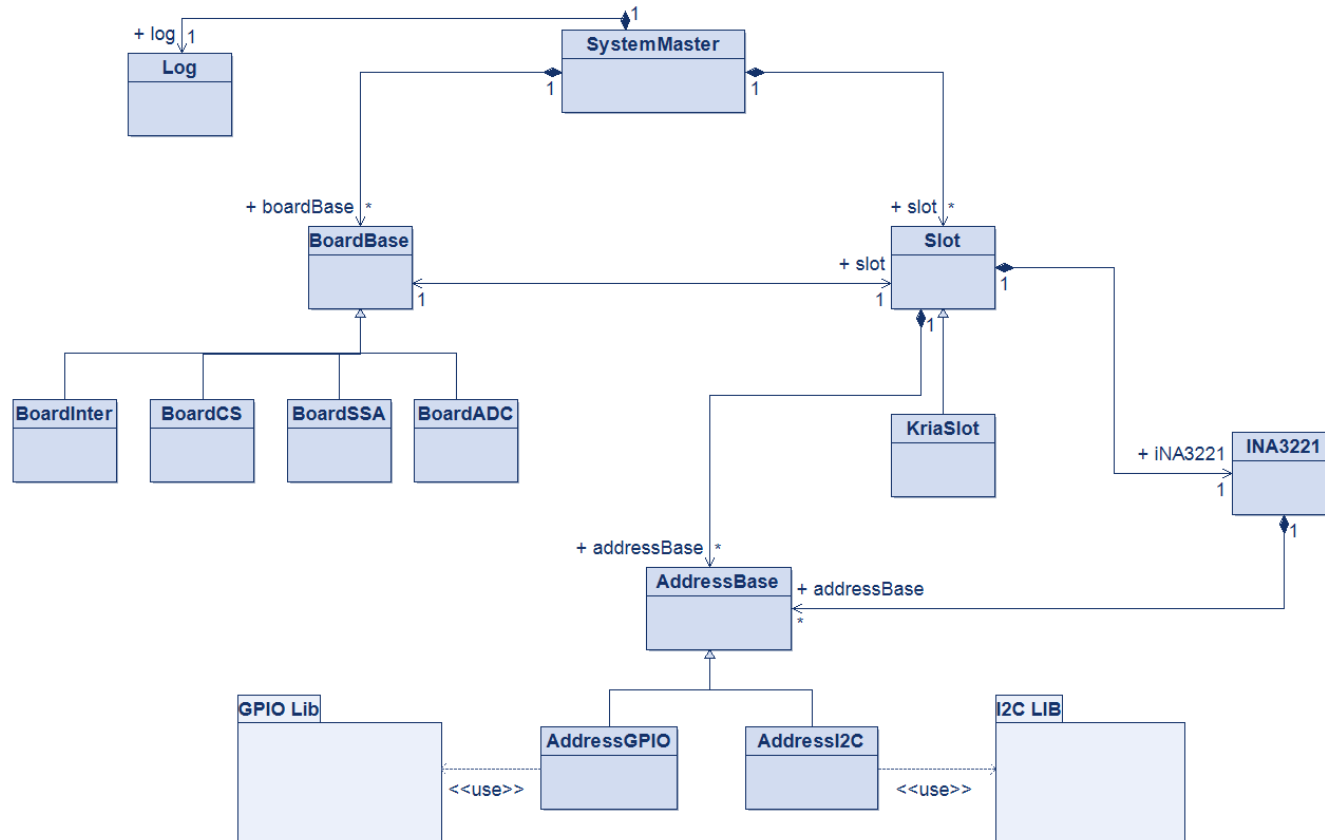 1
+ log 1
SystemMaster
Log
1
1
+ boardBase *
+ slot *
BoardBase
Slot
+ slot
1
1
1
1
BoardInter
BoardCS
BoardSSA
BoardADC
KriaSlot
INA3221
+ iNA3221
1
1
+ addressBase *
AddressBase
+ addressBase
*
GPIO Lib
I2C LIB
AddressGPIO
AddressI2C
<<use>>
<<use>>